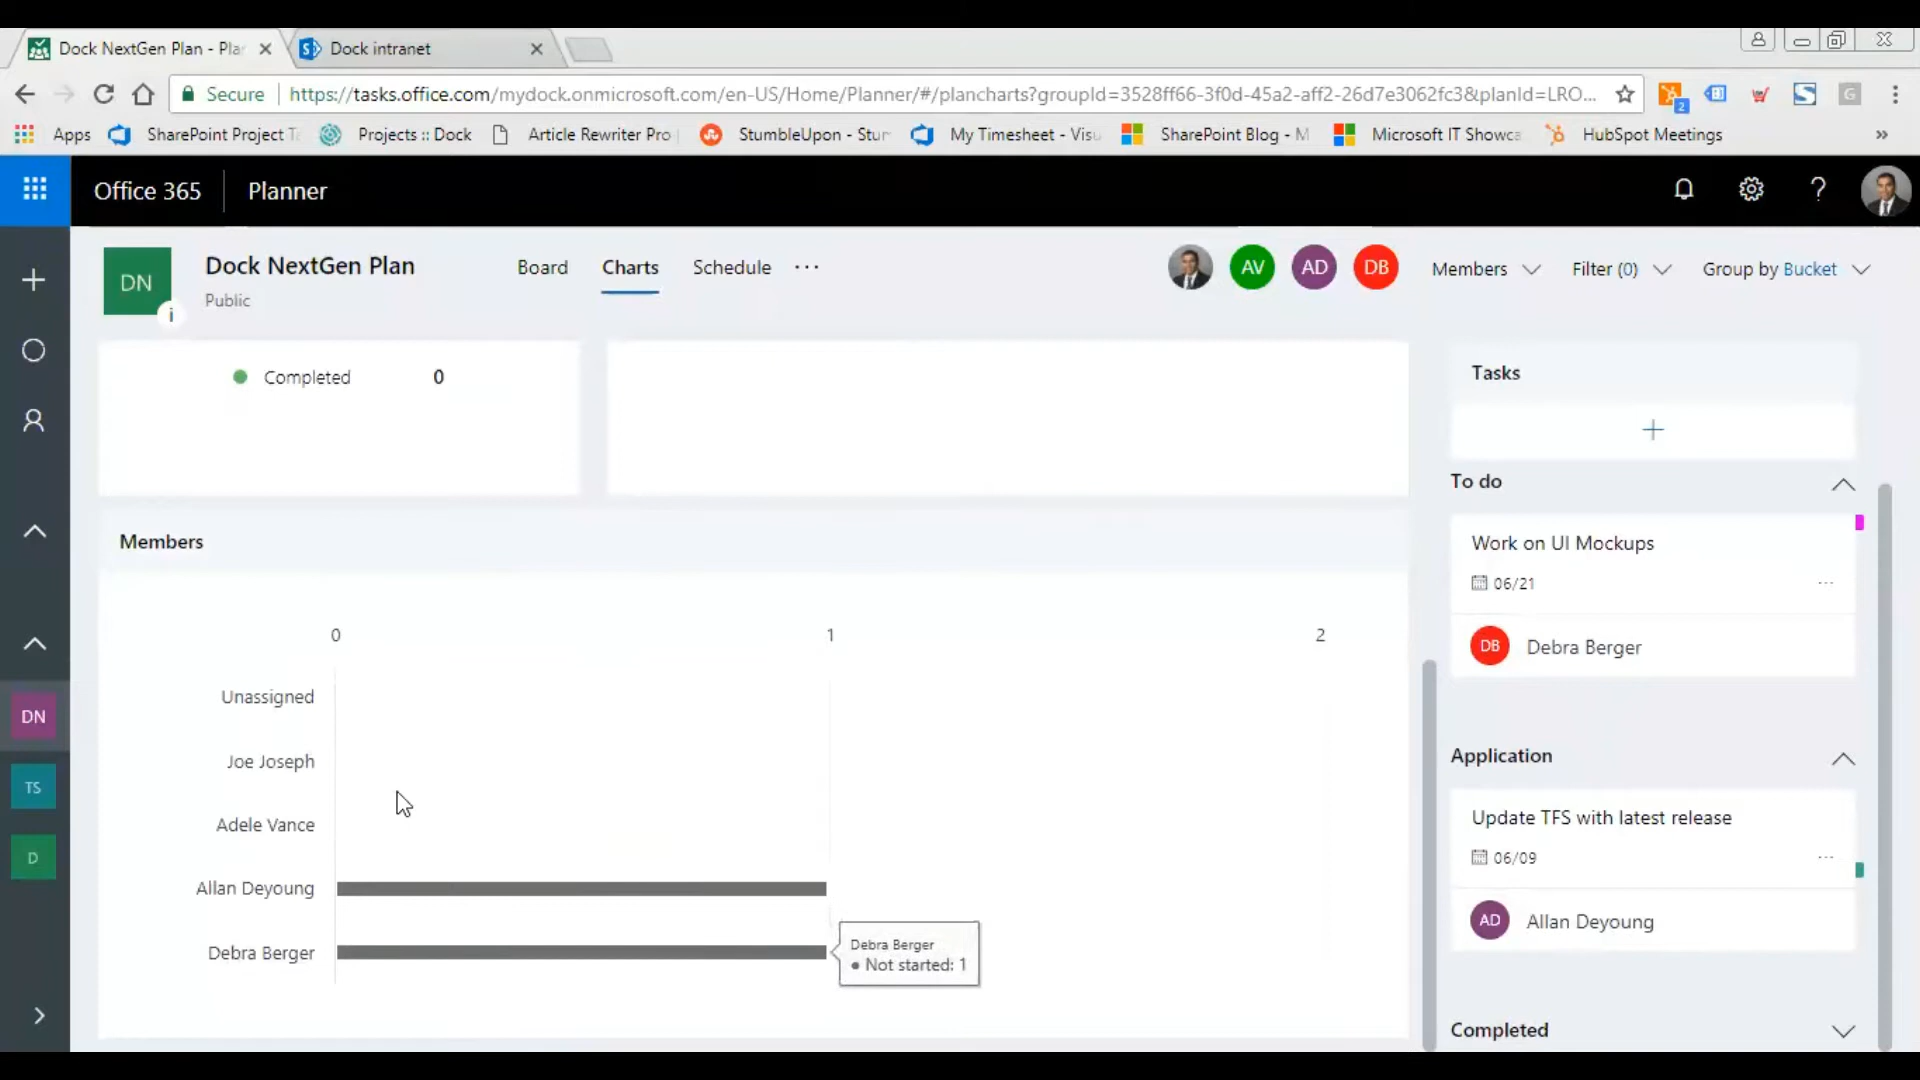 Dock NextGen Plan - Pla
Dock intranet
Secure
https://tasks.office.com/mydock.onmicrosoft.com/en-US/Home/Planner/#/plancharts?groupId=3528ff66-3f0d-45a2-aff2-26d7e3062fc3&planId=LRO...
Apps
SharePoint Project T
Projects :: Dock
Article Rewriter Pro
StumbleUpon - Stu
My Timesheet - Visu
SharePoint Blog - M
Microsoft IT Showc
HubSpot Meetings
»
Office 365
Planner
?
DN
i
Dock NextGen Plan
Public
Board
Charts
Schedule
...
AV
AD
DB
Members
Filter (0)
Group by Bucket
Completed 0
Members
0 1 2
Unassigned
Joe Joseph
Adele Vance
Allan Deyoung
Debra Berger
Debra Berger
Not started: 1
Tasks
+
To do
Work on UI Mockups
06/21
...
DB
Debra Berger
Application
Update TFS with latest release
06/09
...
AD
Allan Deyoung
Completed
DN
TS
D